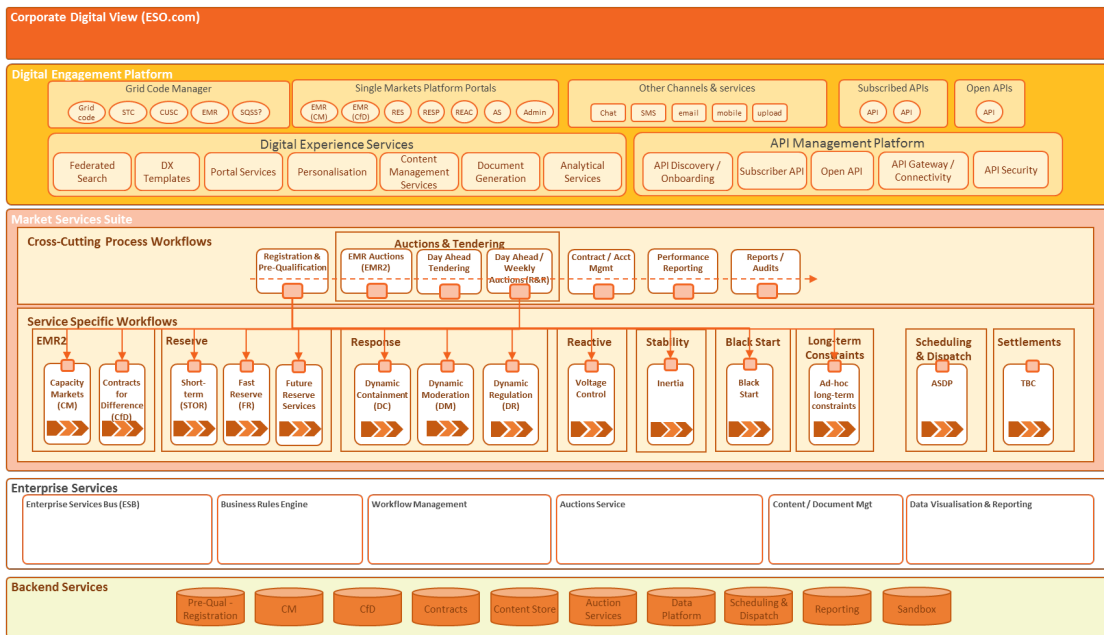 Corporate Digital View (ESO.com)
Digital Engagement Platform
Grid Code Manager
Grid
code
STC
CUSC
EMR
SQSS?
Single Markets Platform Portals
EMR
(CM)
EMR
(CfD)
RES
RESP
REAC
AS
Admin
Other Channels & services
Chat
SMS
email
mobile
upload
Subscribed APIs
API
API
Open APIs
API
Digital Experience Services
Federated
Search
DX
Templates
Portal Services
Personalisation
Content
Management
Services
Document
Generation
Analytical
Services
API Management Platform
API Discovery /
Onboarding
Subscriber API
Open API
API Gateway /
Connectivity
API Security
Market Services Suite
Cross-Cutting Process Workflows
Registration &
Pre-Qualification
Auctions & Tendering
EMR Auctions
(EMR2)
Day Ahead
Tendering
Day Ahead /
Weekly
Auctions (R&R)
Contract / Acct
Mgmt
Performance
Reporting
Reports /
Audits
Service Specific Workflows
EMR2
Capacity
Markets
(CM)
Contracts
for
Difference
(CfD)
Reserve
Short-
term
(STOR)
Fast
Reserve
(FR)
Future
Reserve
Services
Response
Dynamic
Containment
(DC)
Dynamic
Moderation
(DM)
Dynamic
Regulation
(DR)
Reactive
Voltage
Control
Stability
Inertia
Black Start
Black
Start
Long-term
Constraints
Ad-hoc
long-term
constraints
Scheduling
& Dispatch
ASDP
Settlements
TBC
Enterprise Services
Enterprise Services Bus (ESB)
Business Rules Engine
Workflow Management
Auctions Service
Content / Document Mgt
Data Visualisation & Reporting
Backend Services
Pre-Qual -
Registration
CM
CfD
Contracts
Content Store
Auction
Services
Data
Platform
Scheduling &
Dispatch
Reporting
Sandbox